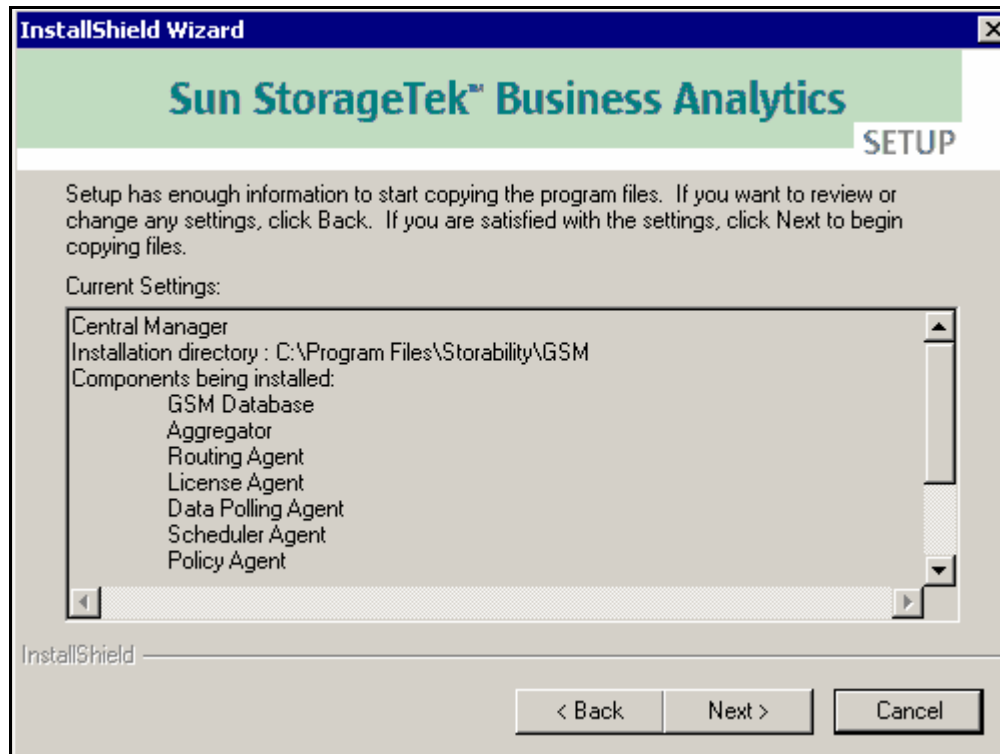 InstallShield Wizard
Sun StorageTek™ Business Analytics
SETUP
Setup has enough information to start copying the program files.  If you want to review or
change any settings, click Back.  If you are satisfied with the settings, click Next to begin
copying files.
Current Settings:
Central Manager
Installation directory : C:\Program Files\Storability\GSM
Components being installed:
GSM Database
Aggregator
Routing Agent
License Agent
Data Polling Agent
Scheduler Agent
Policy Agent
InstallShield
< Back
Next >
Cancel